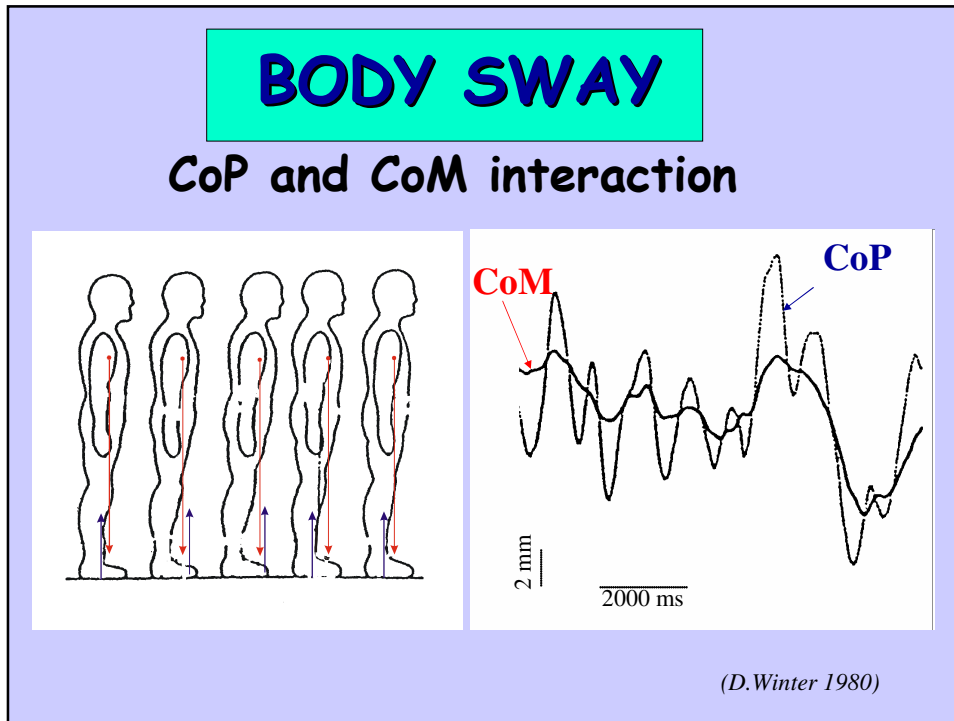 BODY SWAY
CoP and CoM interaction
CoM
CoP
2 mm
2000 ms
(D.Winter 1980)